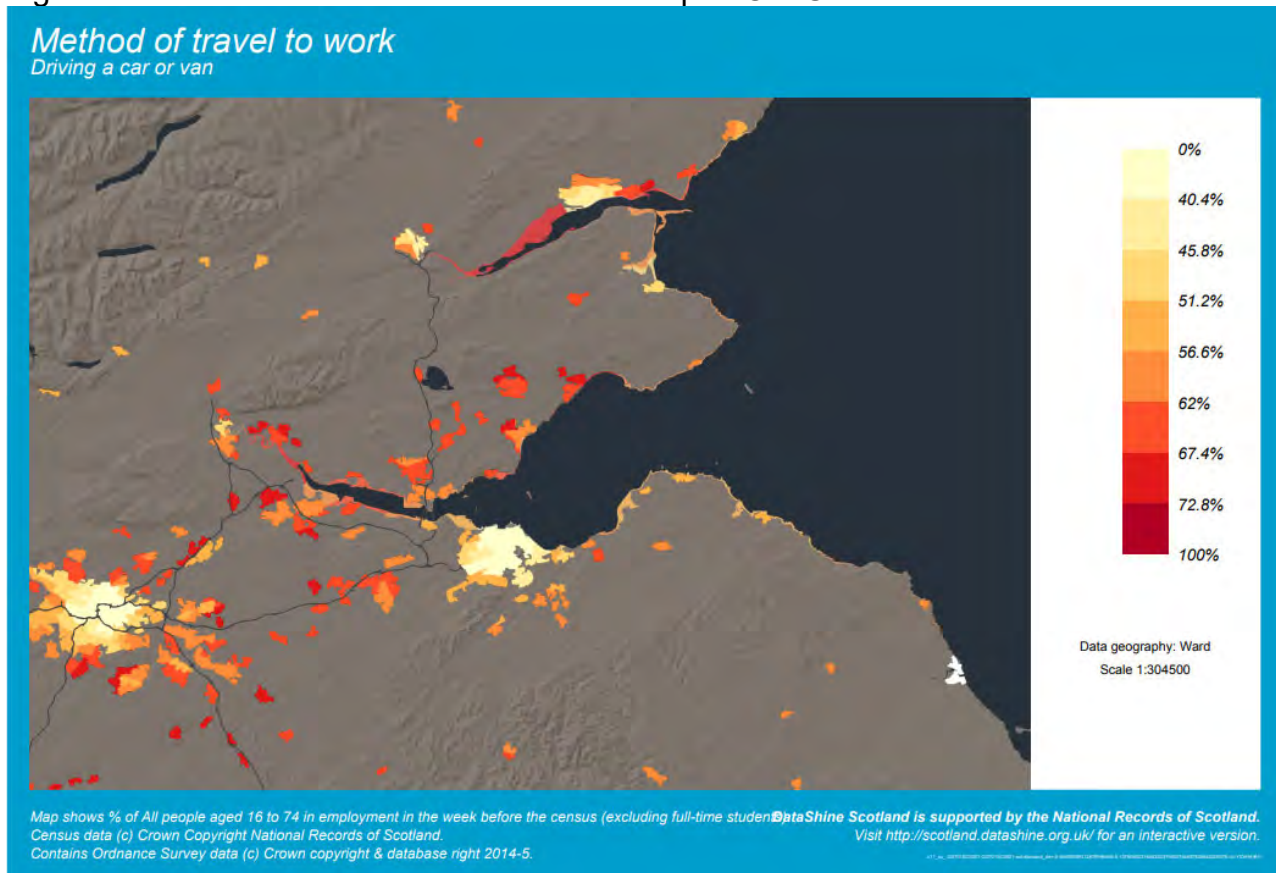 Method of travel to work
Driving a car or van
0%
40.4%
45.8%
51.2%
56.6%
62%
67.4%
72.8%
100%
Data geography: Ward
Scale 1:304500
Map shows % of All people aged 16 to 74 in employment in the week before the census (excluding full-time students)
Census data (c) Crown Copyright National Records of Scotland.
Contains Ordnance Survey data (c) Crown copyright & database right 2014-5.
DataShine Scotland is supported by the National Records of Scotland.
Visit http://scotland.datashine.org.uk/ for an interactive version.